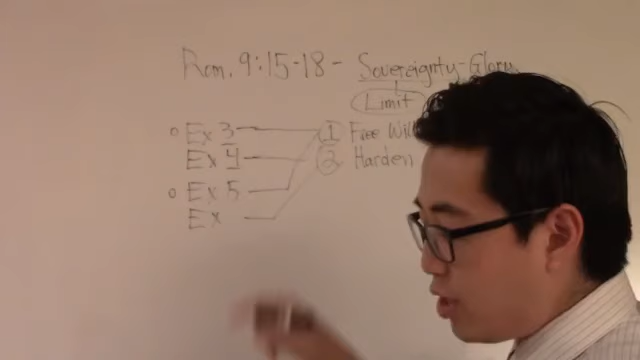 Rom. 9:15-18 - Sovereignty-Glory
Limit
Ex 3 1 Free Will
Ex 4 2 Harden
Ex 5
Ex